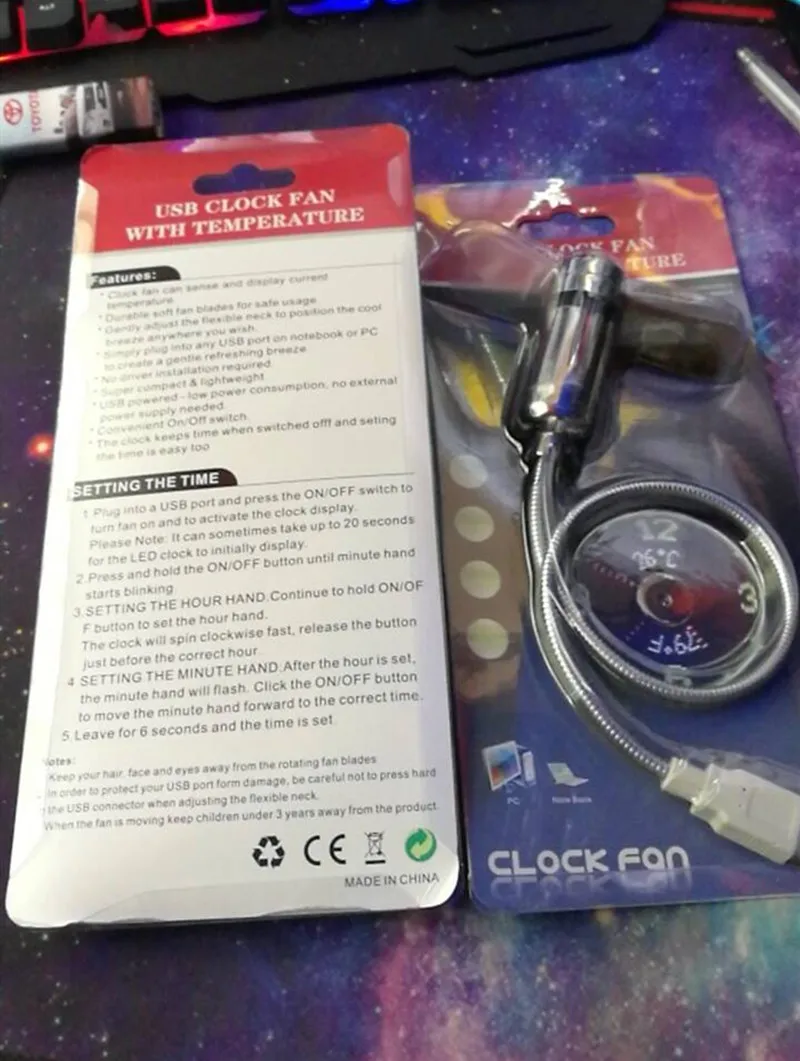 TOYOTA
USB CLOCK FAN
WITH TEMPERATURE
Features:
* Clock fan can sense and display current
temperature.
* Durable soft fan blades for safe usage
* Gently adjust the flexible neck to position the cool
breeze anywhere you wish.
* Simply plug into any USB port on notebook or PC
to create a gentle refreshing breeze
* No driver installation required.
* Super compact & lightweight
* USB powered - low power consumption, no external
power supply needed.
* Convenient On/Off switch.
* The clock keeps time when switched offf and seting
the time is easy too
SETTING THE TIME
1.Plug into a USB port and press the ON/OFF switch to
turn fan on and to activate the clock display.
Please Note: It can sometimes take up to 20 seconds
for the LED clock to initially display.
2.Press and hold the ON/OFF button until minute hand
starts blinking
3.SETTING THE HOUR HAND.Continue to hold ON/OF
F button to set the hour hand.
The clock will spin clockwise fast, release the button
just before the correct hour
4 SETTING THE MINUTE HAND.After the hour is set,
the minute hand will flash. Click the ON/OFF button
to move the minute hand forward to the correct time.
5.Leave for 6 seconds and the time is set
Notes:
Keep your hair, face and eyes away from the rotating fan blades
In order to protect your USB port form damage, be careful not to press hard
the USB connector when adjusting the flexible neck.
When the fan is moving keep children under 3 years away from the product.
CE
MADE IN CHINA
LOCK FAN
TURE
12
3
6
PC
Note Book
CLOCK FAN